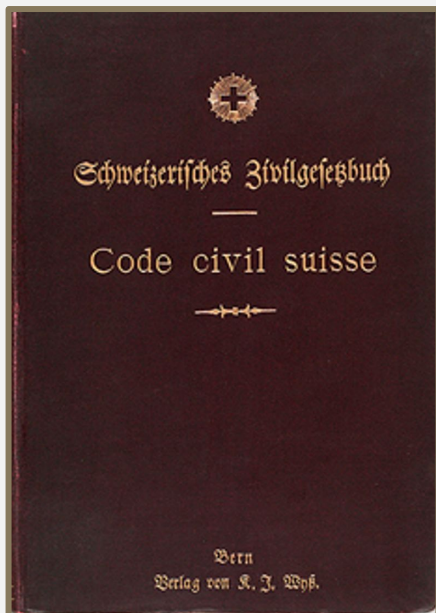 Schweizerisches Zivilgesetzbuch
Code civil suisse
Bern
Verlag von K. J. Wyß.